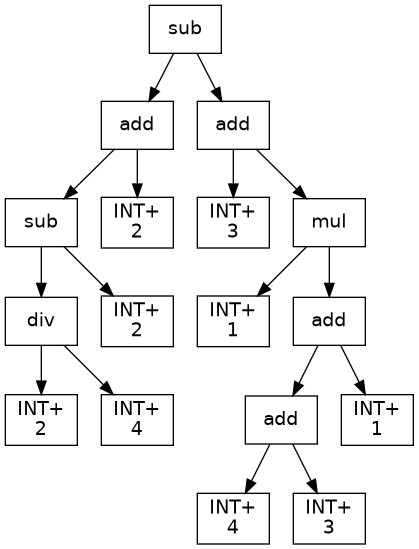 sub
add
add
sub
INT+
2
INT+
3
mul
div
INT+
2
INT+
1
add
INT+
2
INT+
4
add
INT+
1
INT+
4
INT+
3